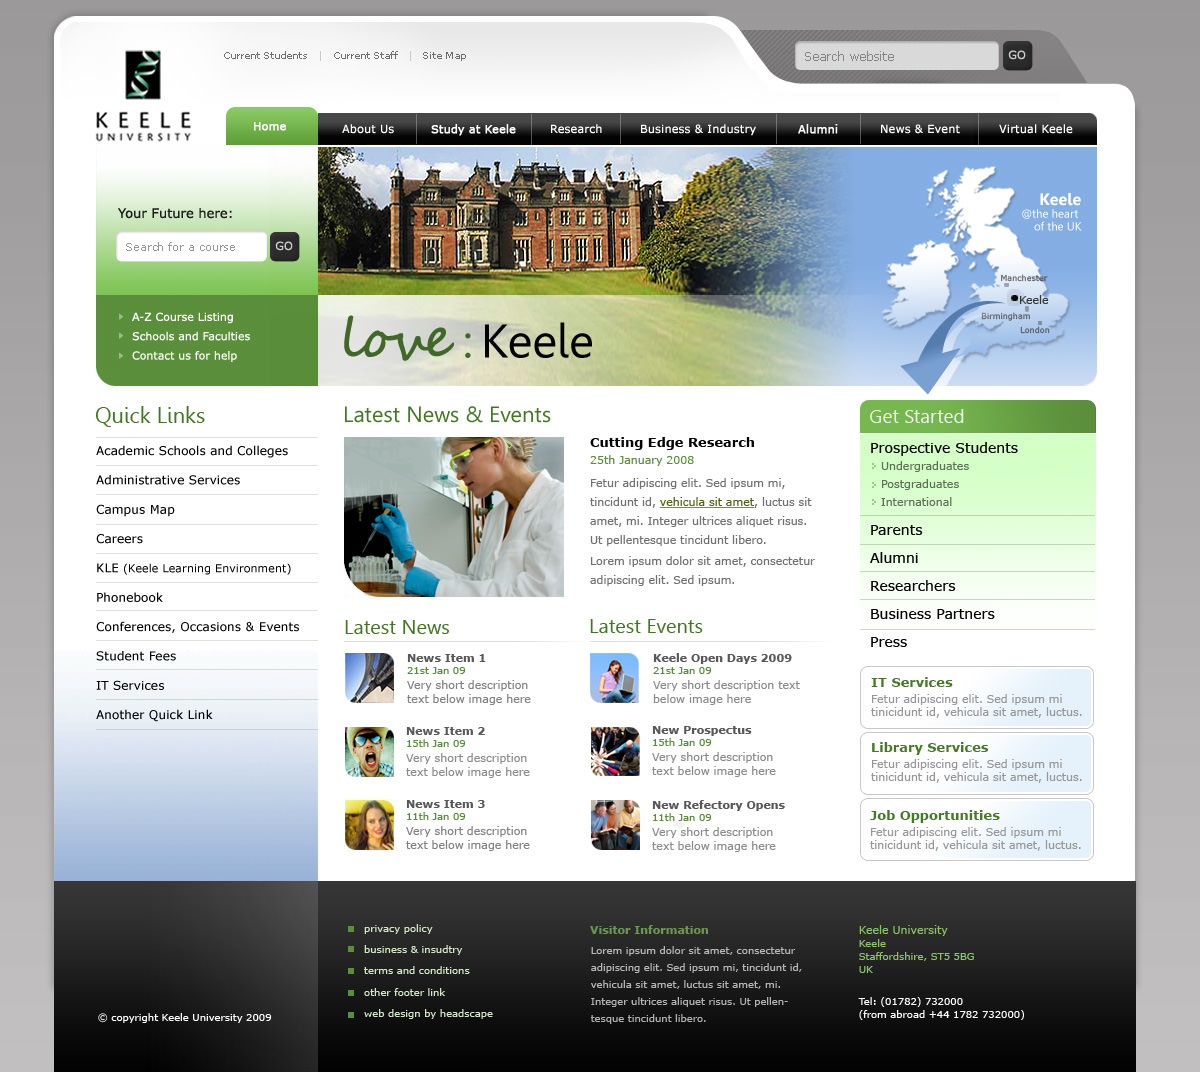 Current Students
Current Staff
Site Map
Search website
GO
KEELE
UNIVERSITY
Home
About Us
Study at Keele
Research
Business & Industry
Alumni
News & Event
Virtual Keele
Your Future here:
Search for a course
GO
A-Z Course Listing
Schools and Faculties
Contact us for help
love : Keele
Keele
@the heart
of the UK
Manchester
Keele
Birmingham
London
Quick Links
Academic Schools and Colleges
Administrative Services
Campus Map
Careers
KLE (Keele Learning Environment)
Phonebook
Conferences, Occasions & Events
Student Fees
IT Services
Another Quick Link
Latest News & Events
Cutting Edge Research
25th January 2008
Fetur adipiscing elit. Sed ipsum mi,
tincidunt id, vehicula sit amet, luctus sit
amet, mi. Integer ultrices aliquet risus.
Ut pellentesque tincidunt libero.
Lorem ipsum dolor sit amet, consectetur
adipiscing elit. Sed ipsum.
Latest News
News Item 1
21st Jan 09
Very short description
text below image here
News Item 2
15th Jan 09
Very short description
text below image here
News Item 3
11th Jan 09
Very short description
text below image here
Latest Events
Keele Open Days 2009
21st Jan 09
Very short description text
below image here
New Prospectus
15th Jan 09
Very short description
text below image here
New Refectory Opens
11th Jan 09
Very short description
text below image here
Get Started
Prospective Students
Undergraduates
Postgraduates
International
Parents
Alumni
Researchers
Business Partners
Press
IT Services
Fetur adipiscing elit. Sed ipsum mi
tinicidunt id, vehicula sit amet, luctus.
Library Services
Fetur adipiscing elit. Sed ipsum mi
tinicidunt id, vehicula sit amet, luctus.
Job Opportunities
Fetur adipiscing elit. Sed ipsum mi
tinicidunt id, vehicula sit amet, luctus.
© copyright Keele University 2009
privacy policy
business & insudtry
terms and conditions
other footer link
web design by headscape
Visitor Information
Lorem ipsum dolor sit amet, consectetur
adipiscing elit. Sed ipsum mi, tincidunt id,
vehicula sit amet, luctus sit amet, mi.
Integer ultrices aliquet risus. Ut pellen-
tesque tincidunt libero.
Keele University
Keele
Staffordshire, ST5 5BG
UK
Tel: (01782) 732000
(from abroad +44 1782 732000)